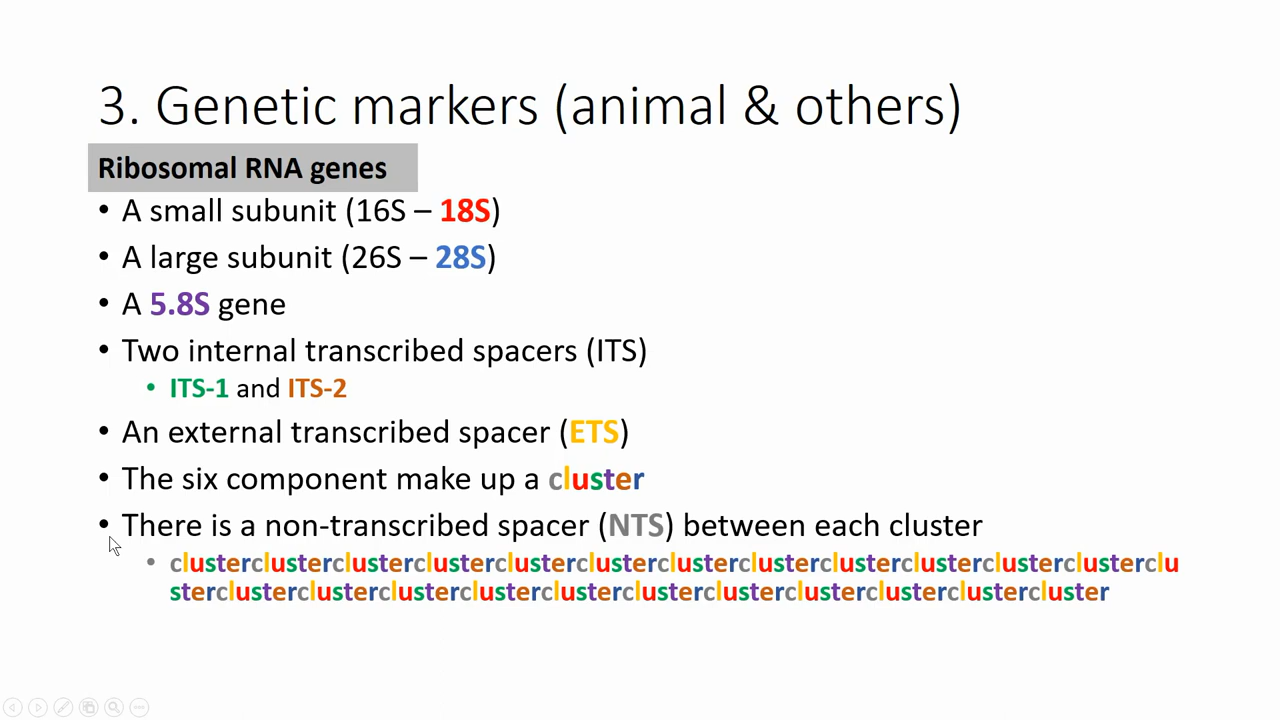 3. Genetic markers (animal & others)
Ribosomal RNA genes
• A small subunit (16S – 18S)
• A large subunit (26S – 28S)
• A 5.8S gene
• Two internal transcribed spacers (ITS)
• ITS-1 and ITS-2
• An external transcribed spacer (ETS)
• The six component make up a cluster
• There is a non-transcribed spacer (NTS) between each cluster
• clusterclusterclusterclusterclusterclusterclusterclusterclusterclusterclusterclusterclu
sterclusterclusterclusterclusterclusterclusterclusterclusterclusterclustercluster